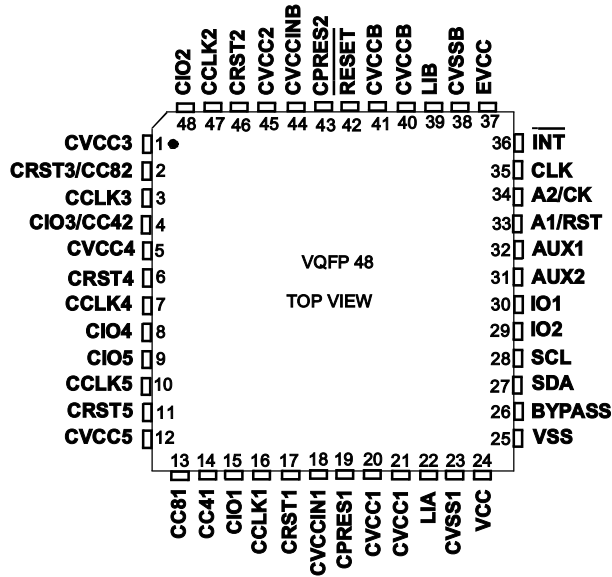 CIO2
CCLK2
CRST2
CVCC2
CVCCINB
CPRES2
RESET
CVCCB
CVCCB
LIB
CVSSB
EVCC
48 47 46 45 44 43 42 41 40 39 38 37
CVCC3 1
CRST3/CC82 2
CCLK3 3
CIO3/CC42 4
CVCC4 5
CRST4 6
CCLK4 7
CIO4 8
CIO5 9
CCLK5 10
CRST5 11
CVCC5 12
VQFP 48
TOP VIEW
36 INT
35 CLK
34 A2/CK
33 A1/RST
32 AUX1
31 AUX2
30 IO1
29 IO2
28 SCL
27 SDA
26 BYPASS
25 VSS
13 14 15 16 17 18 19 20 21 22 23 24
CC81
CC41
CIO1
CCLK1
CRST1
CVCCIN1
CPRES1
CVCC1
CVCC1
LIA
CVSS1
VCC